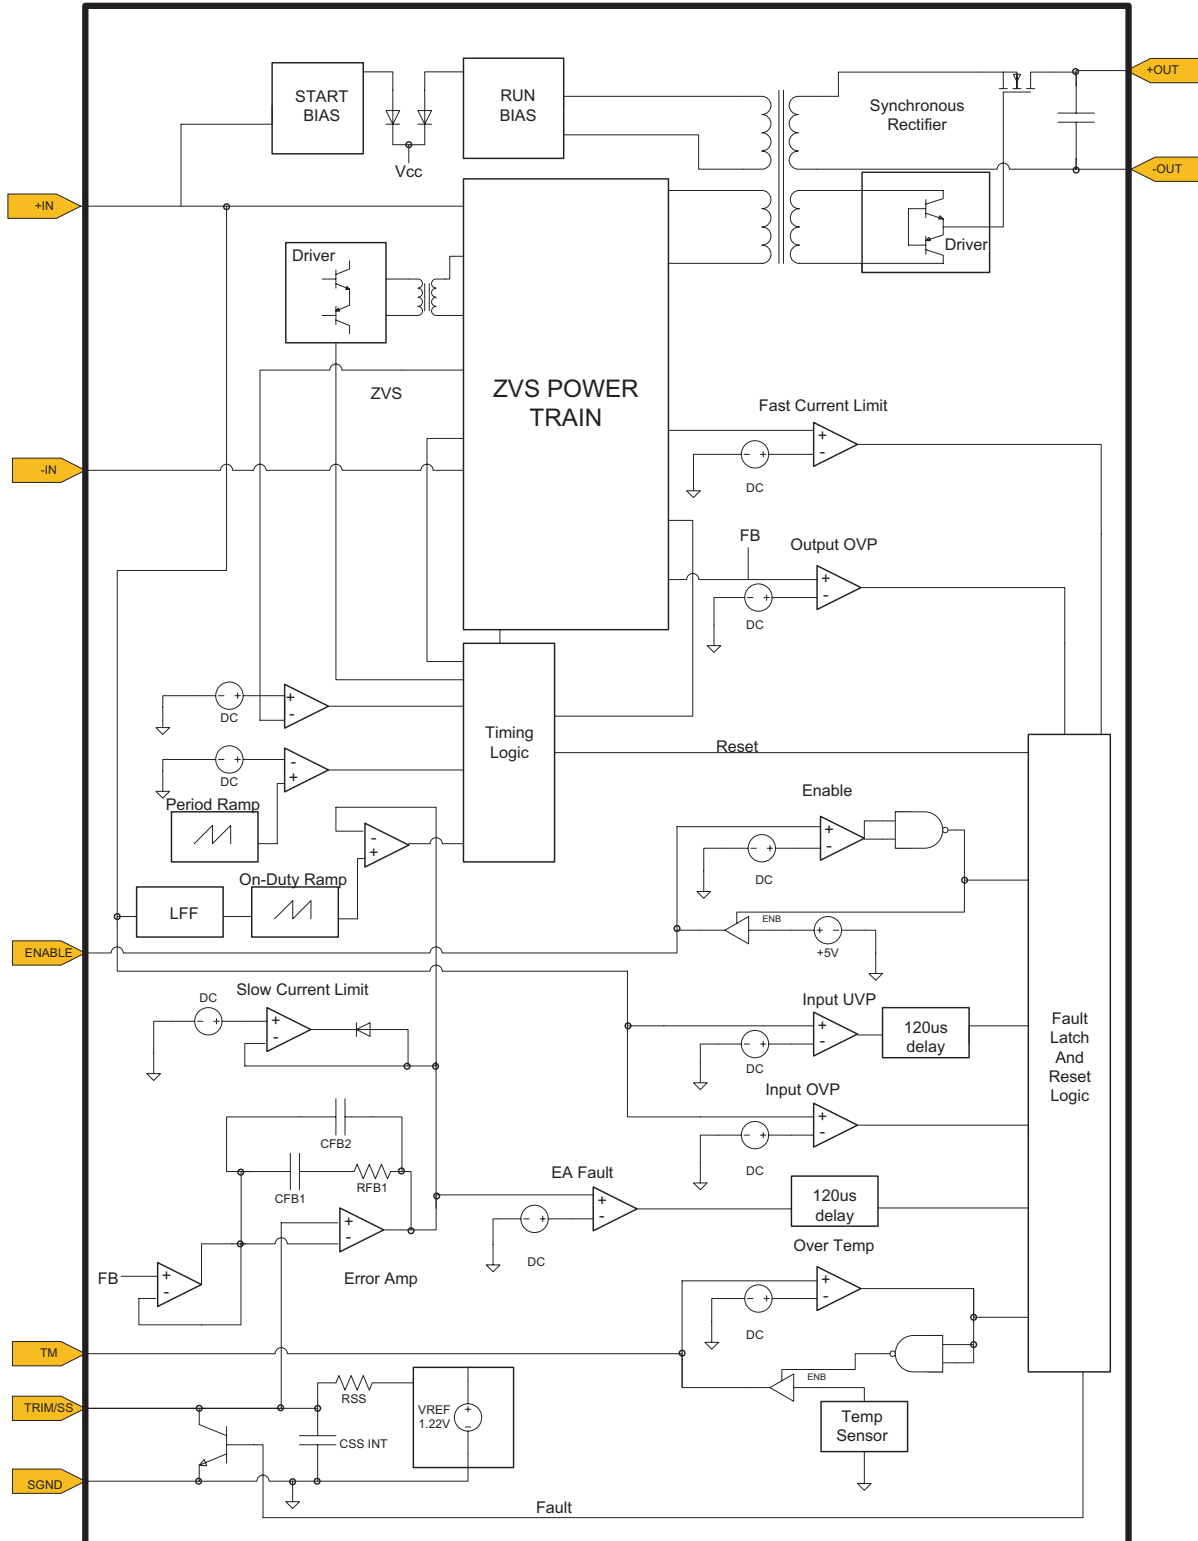 START
BIAS
RUN
BIAS
Vcc
Synchronous
Rectifier
+OUT
-OUT
+IN
Driver
Driver
ZVS
ZVS POWER
TRAIN
Fast Current Limit
- +
DC
+
-
-IN
FB
Output OVP
- +
DC
+
-
- +
DC
+
-
- +
DC
-
+
Timing
Logic
Reset
Period Ramp
On-Duty Ramp
-
+
LFF
Enable
- +
DC
+
-
ENB
+ -
+5V
ENABLE
Slow Current Limit
DC
- +
+
-
Input UVP
- +
DC
+
-
120us
delay
Fault
Latch
And
Reset
Logic
Input OVP
- +
DC
+
-
CFB2
CFB1
RFB1
EA Fault
- +
DC
+
-
120us
delay
FB
+
-
+
-
Error Amp
Over Temp
- +
DC
+
-
TM
ENB
Temp
Sensor
TRIM/SS
RSS
CSS INT
VREF
1.22V
+
-
SGND
Fault